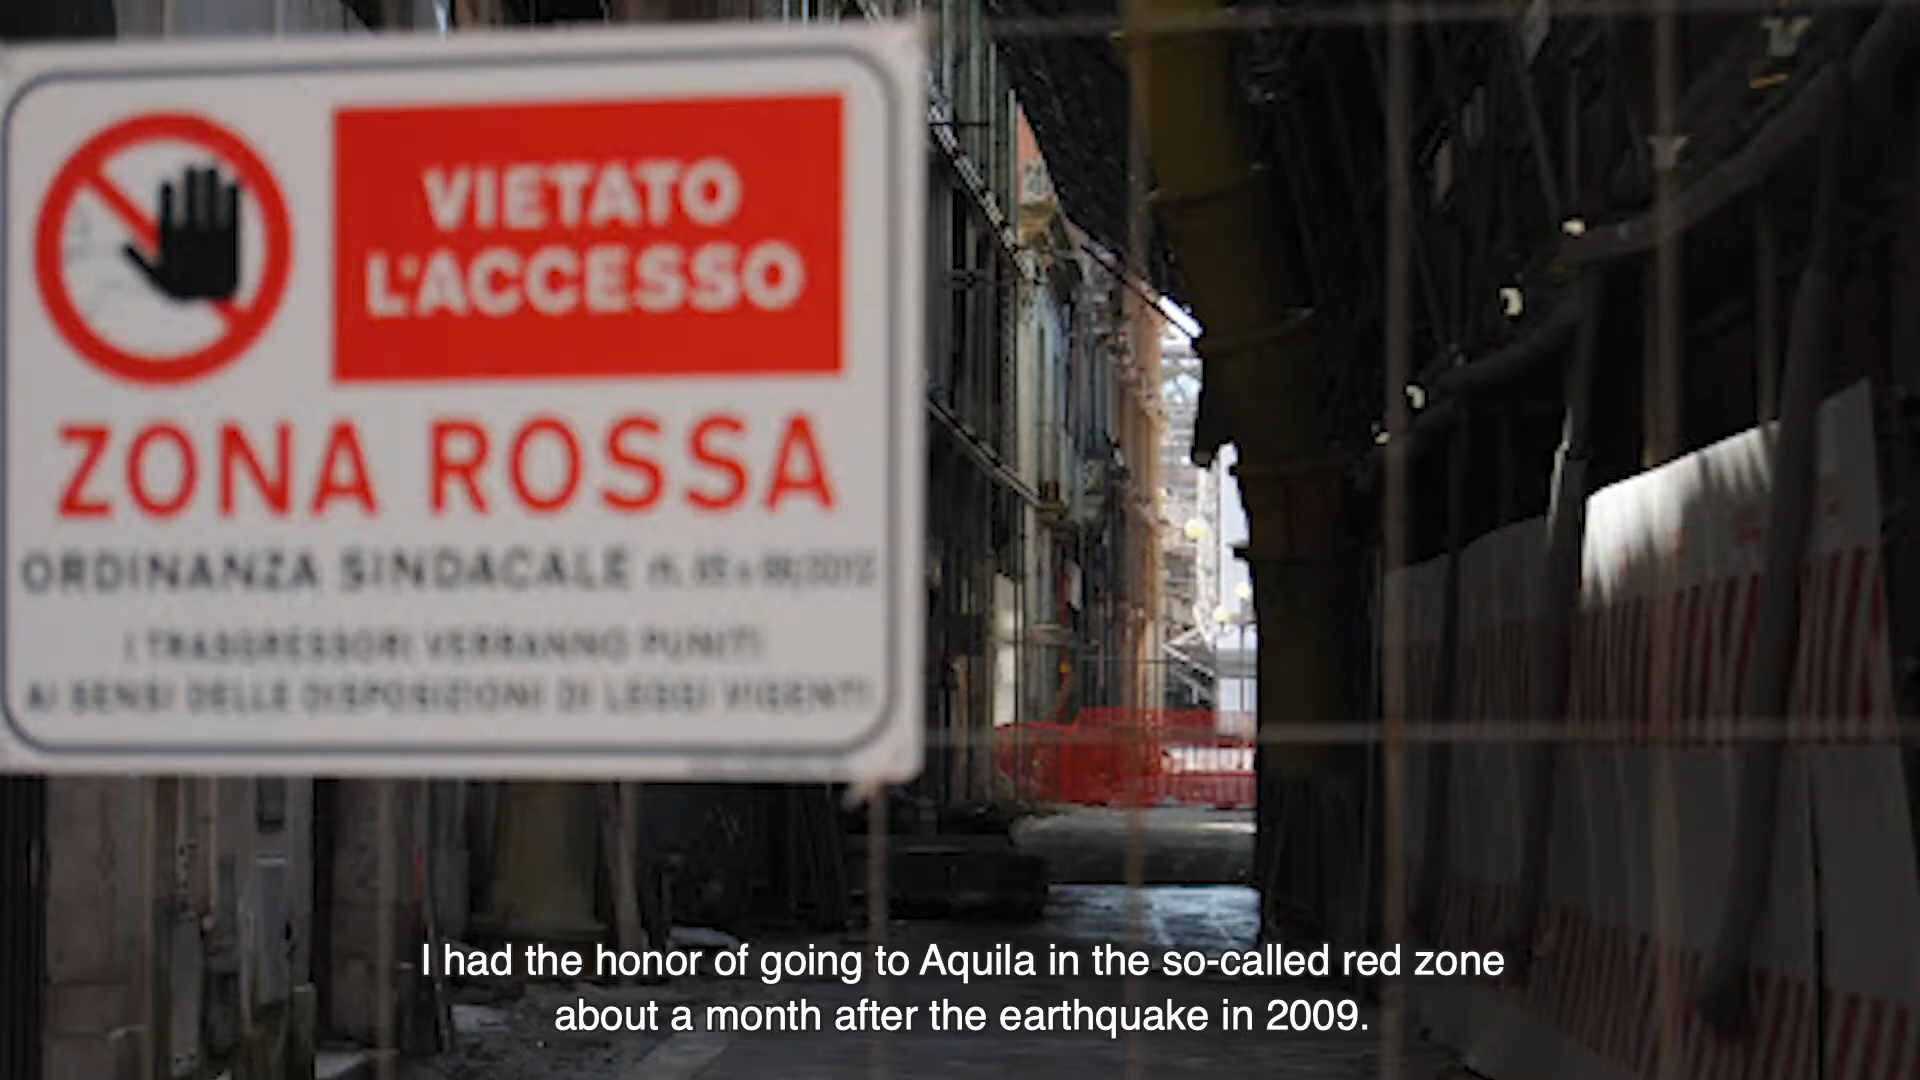 VIETATO
L'ACCESSO
ZONA ROSSA
ORDINANZA SINDACALE n.
I TRASGRESSORI VERRANNO PUNITI
AI SENSI DELLE DISPOSIZIONI DI LEGGI VIGENTI
I had the honor of going to Aquila in the so-called red zone
about a month after the earthquake in 2009.